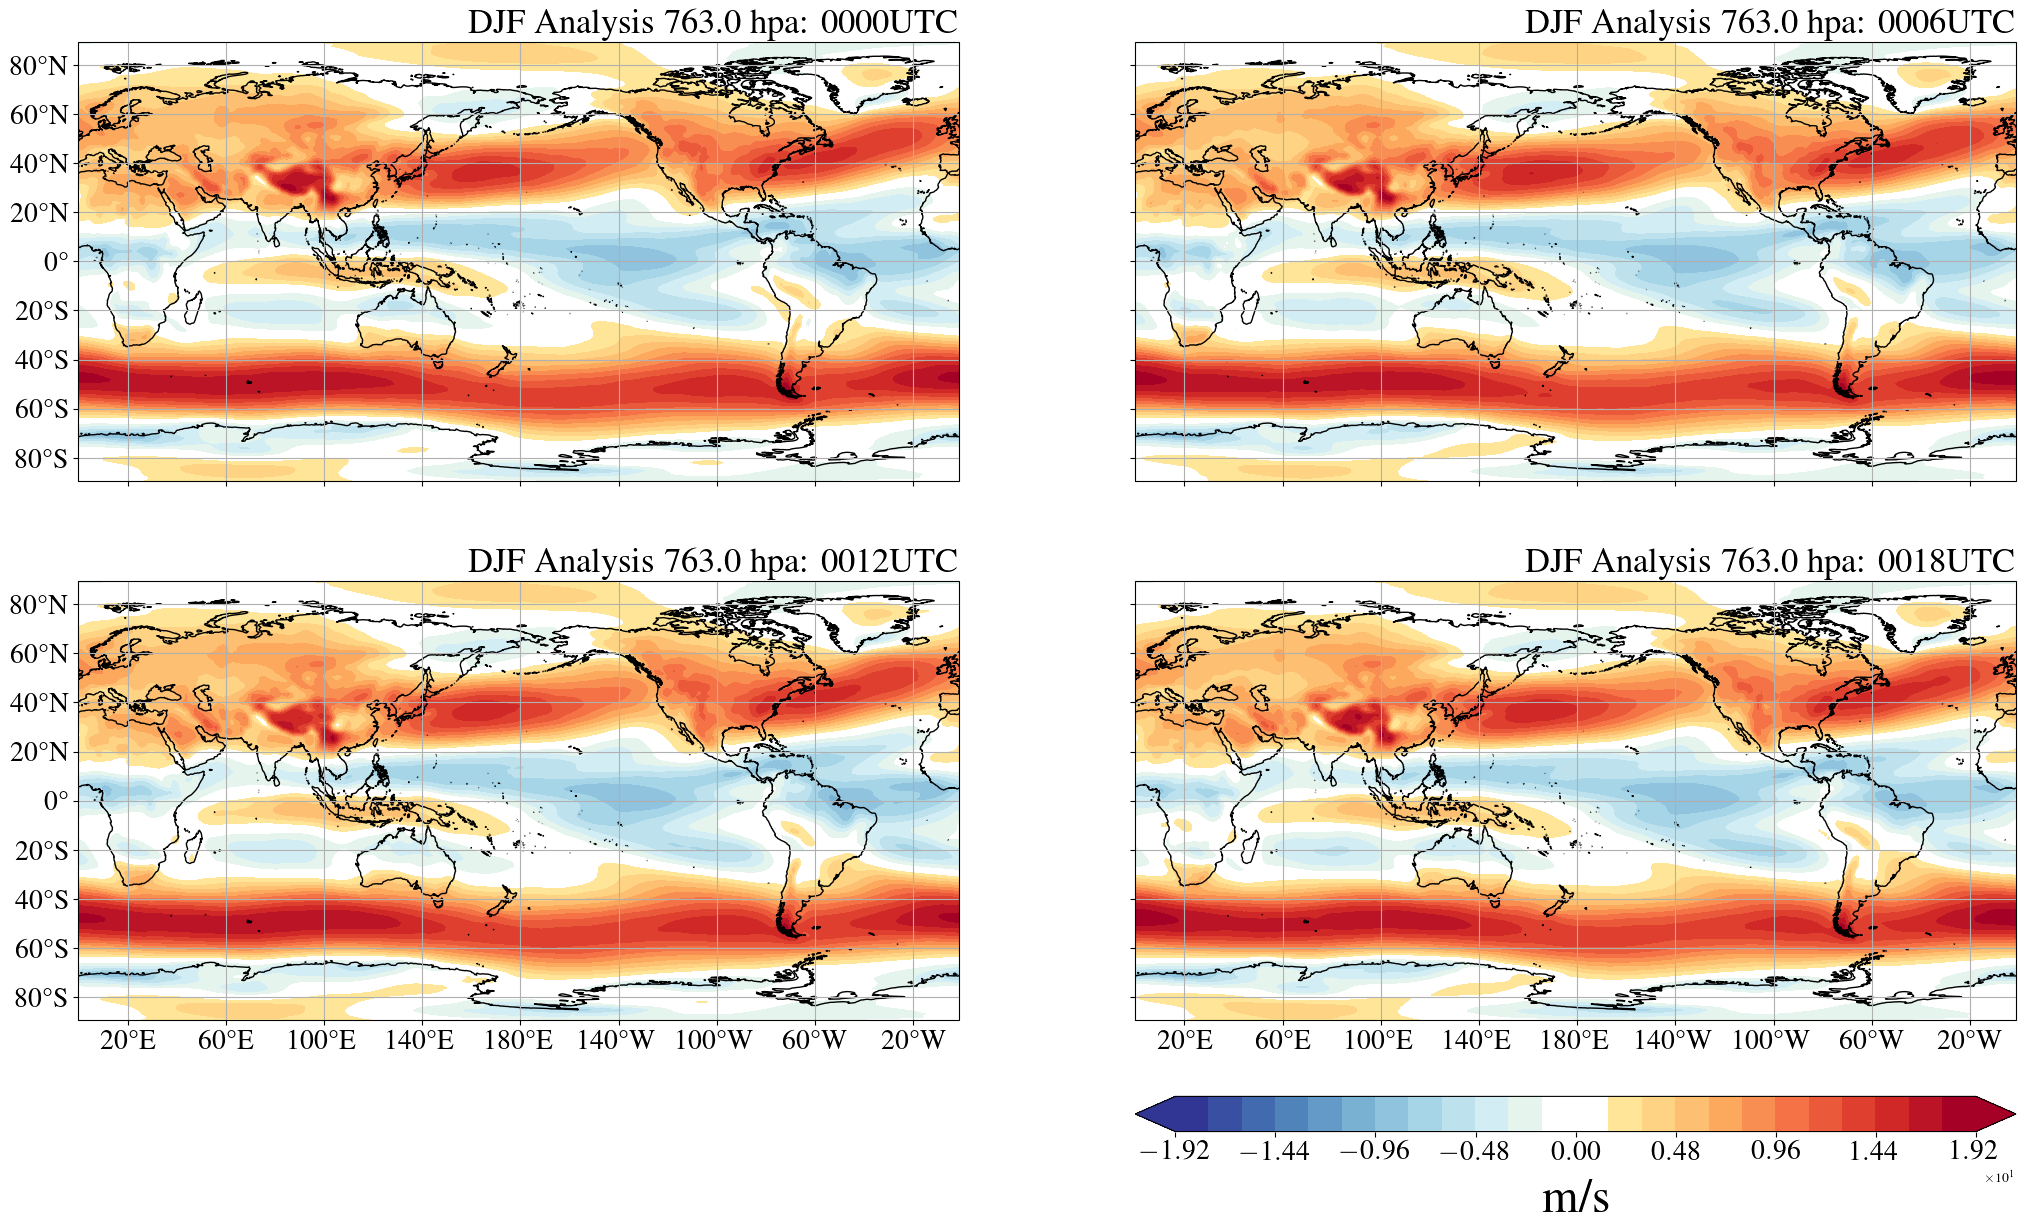 DJF Analysis 763.0 hpa: 0000UTC
DJF Analysis 763.0 hpa: 0006UTC
80°N
60°N
40°N
20°N
0°
20°S
40°S
60°S
80°S
DJF Analysis 763.0 hpa: 0012UTC
DJF Analysis 763.0 hpa: 0018UTC
80°N
60°N
40°N
20°N
0°
20°S
40°S
60°S
80°S
20°E 60°E 100°E 140°E 180°E 140°W 100°W 60°W 20°W
20°E 60°E 100°E 140°E 180°E 140°W 100°W 60°W 20°W
−1.92 −1.44 −0.96 −0.48 0.00 0.48 0.96 1.44 1.92
×10¹
m/s